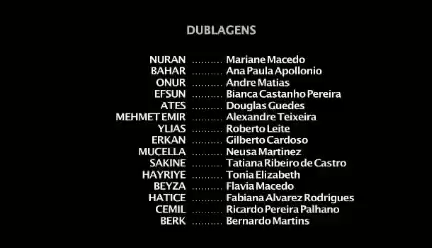 DUBLAGENS
NURAN .......... Mariane Macedo
BAHAR .......... Ana Paula Apollonio
ONUR .......... Andre Matias
EFSUN .......... Bianca Castanho Pereira
ATES .......... Douglas Guedes
MEHMET EMIR .......... Alexandre Teixeira
YLIAS .......... Roberto Leite
ERKAN .......... Gilberto Cardoso
MUCELLA .......... Neusa Martinez
SAKINE .......... Tatiana Ribeiro de Castro
HAYRIYE .......... Tonia Elizabeth
BEYZA .......... Flavia Macedo
HATICE .......... Fabiana Alvarez Rodrigues
CEMIL .......... Ricardo Pereira Palhano
BERK .......... Bernardo Martins